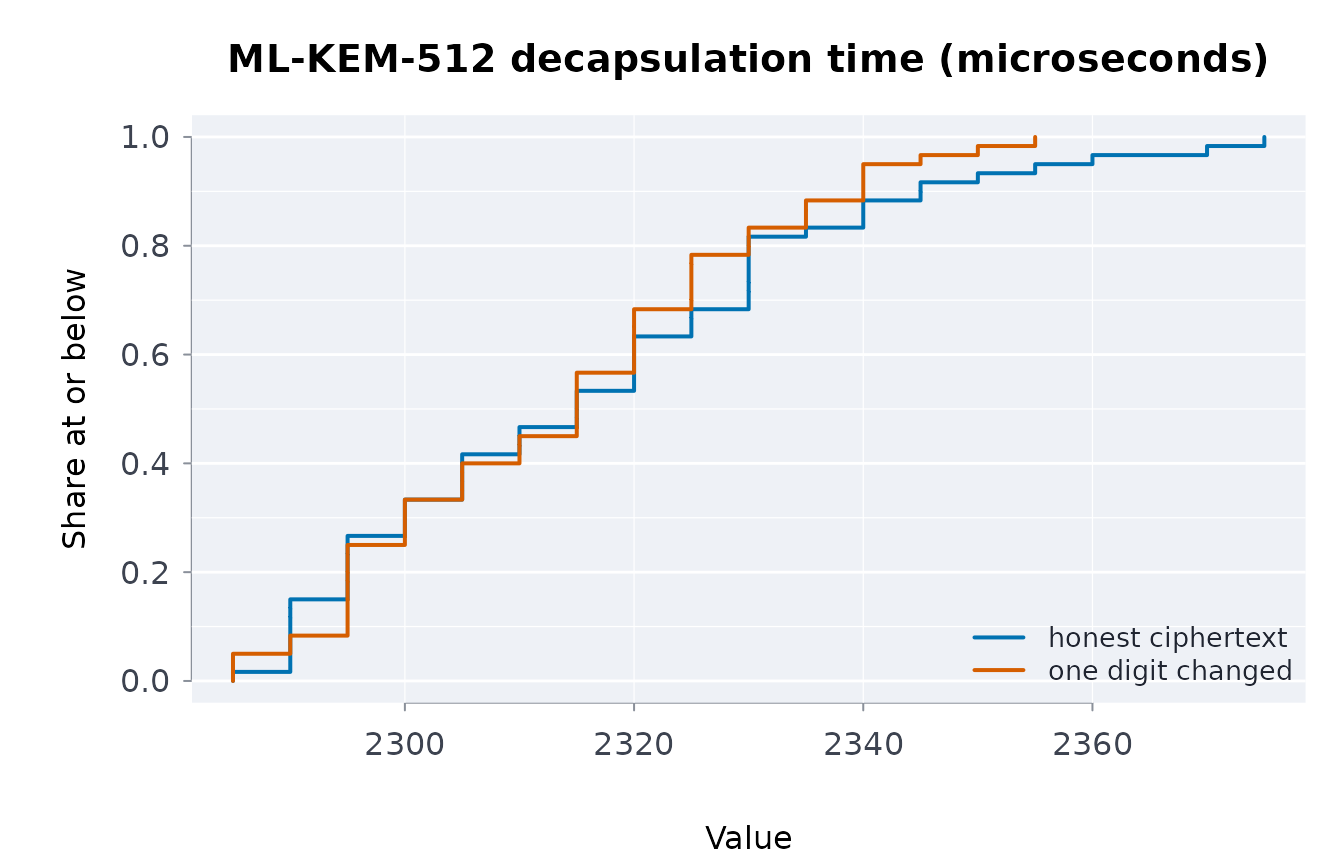 ML-KEM-512 decapsulation time (microseconds)
1.0
0.8
0.6
0.4
0.2
0.0
Share at or below
honest ciphertext
one digit changed
2300 2320 2340 2360
Value